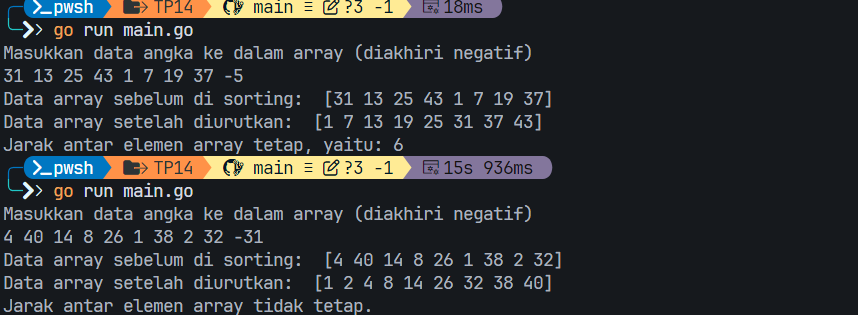 pwsh TP14 main ≡ ?3 -1 18ms
go run main.go
Masukkan data angka ke dalam array (diakhiri negatif)
31 13 25 43 1 7 19 37 -5
Data array sebelum di sorting:  [31 13 25 43 1 7 19 37]
Data array setelah diurutkan:  [1 7 13 19 25 31 37 43]
Jarak antar elemen array tetap, yaitu: 6
pwsh TP14 main ≡ ?3 -1 15s 936ms
go run main.go
Masukkan data angka ke dalam array (diakhiri negatif)
4 40 14 8 26 1 38 2 32 -31
Data array sebelum di sorting:  [4 40 14 8 26 1 38 2 32]
Data array setelah diurutkan:  [1 2 4 8 14 26 32 38 40]
Jarak antar elemen array tidak tetap.